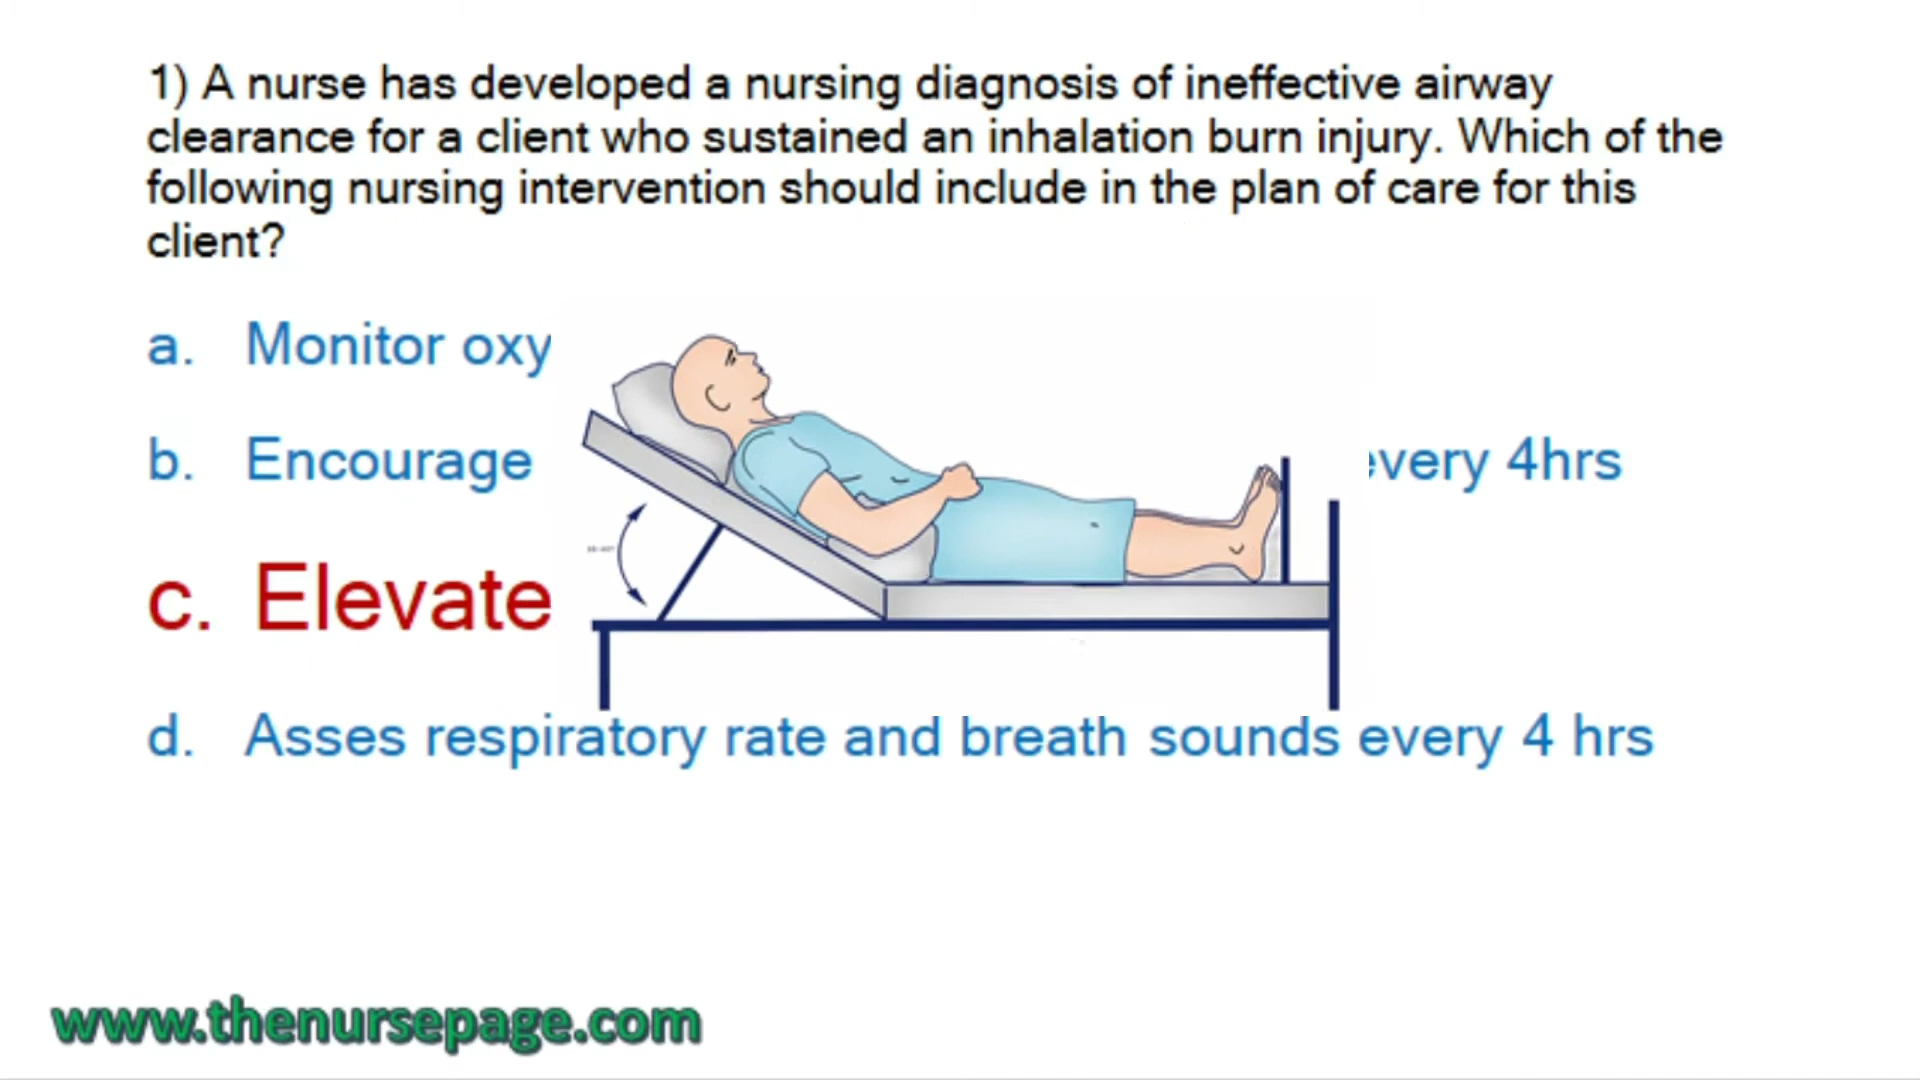 1) A nurse has developed a nursing diagnosis of ineffective airway
clearance for a client who sustained an inhalation burn injury. Which of the
following nursing intervention should include in the plan of care for this
client?
a. Monitor oxy
b. Encourage every 4hrs
c. Elevate
d. Asses respiratory rate and breath sounds every 4 hrs
www.thenursepage.com